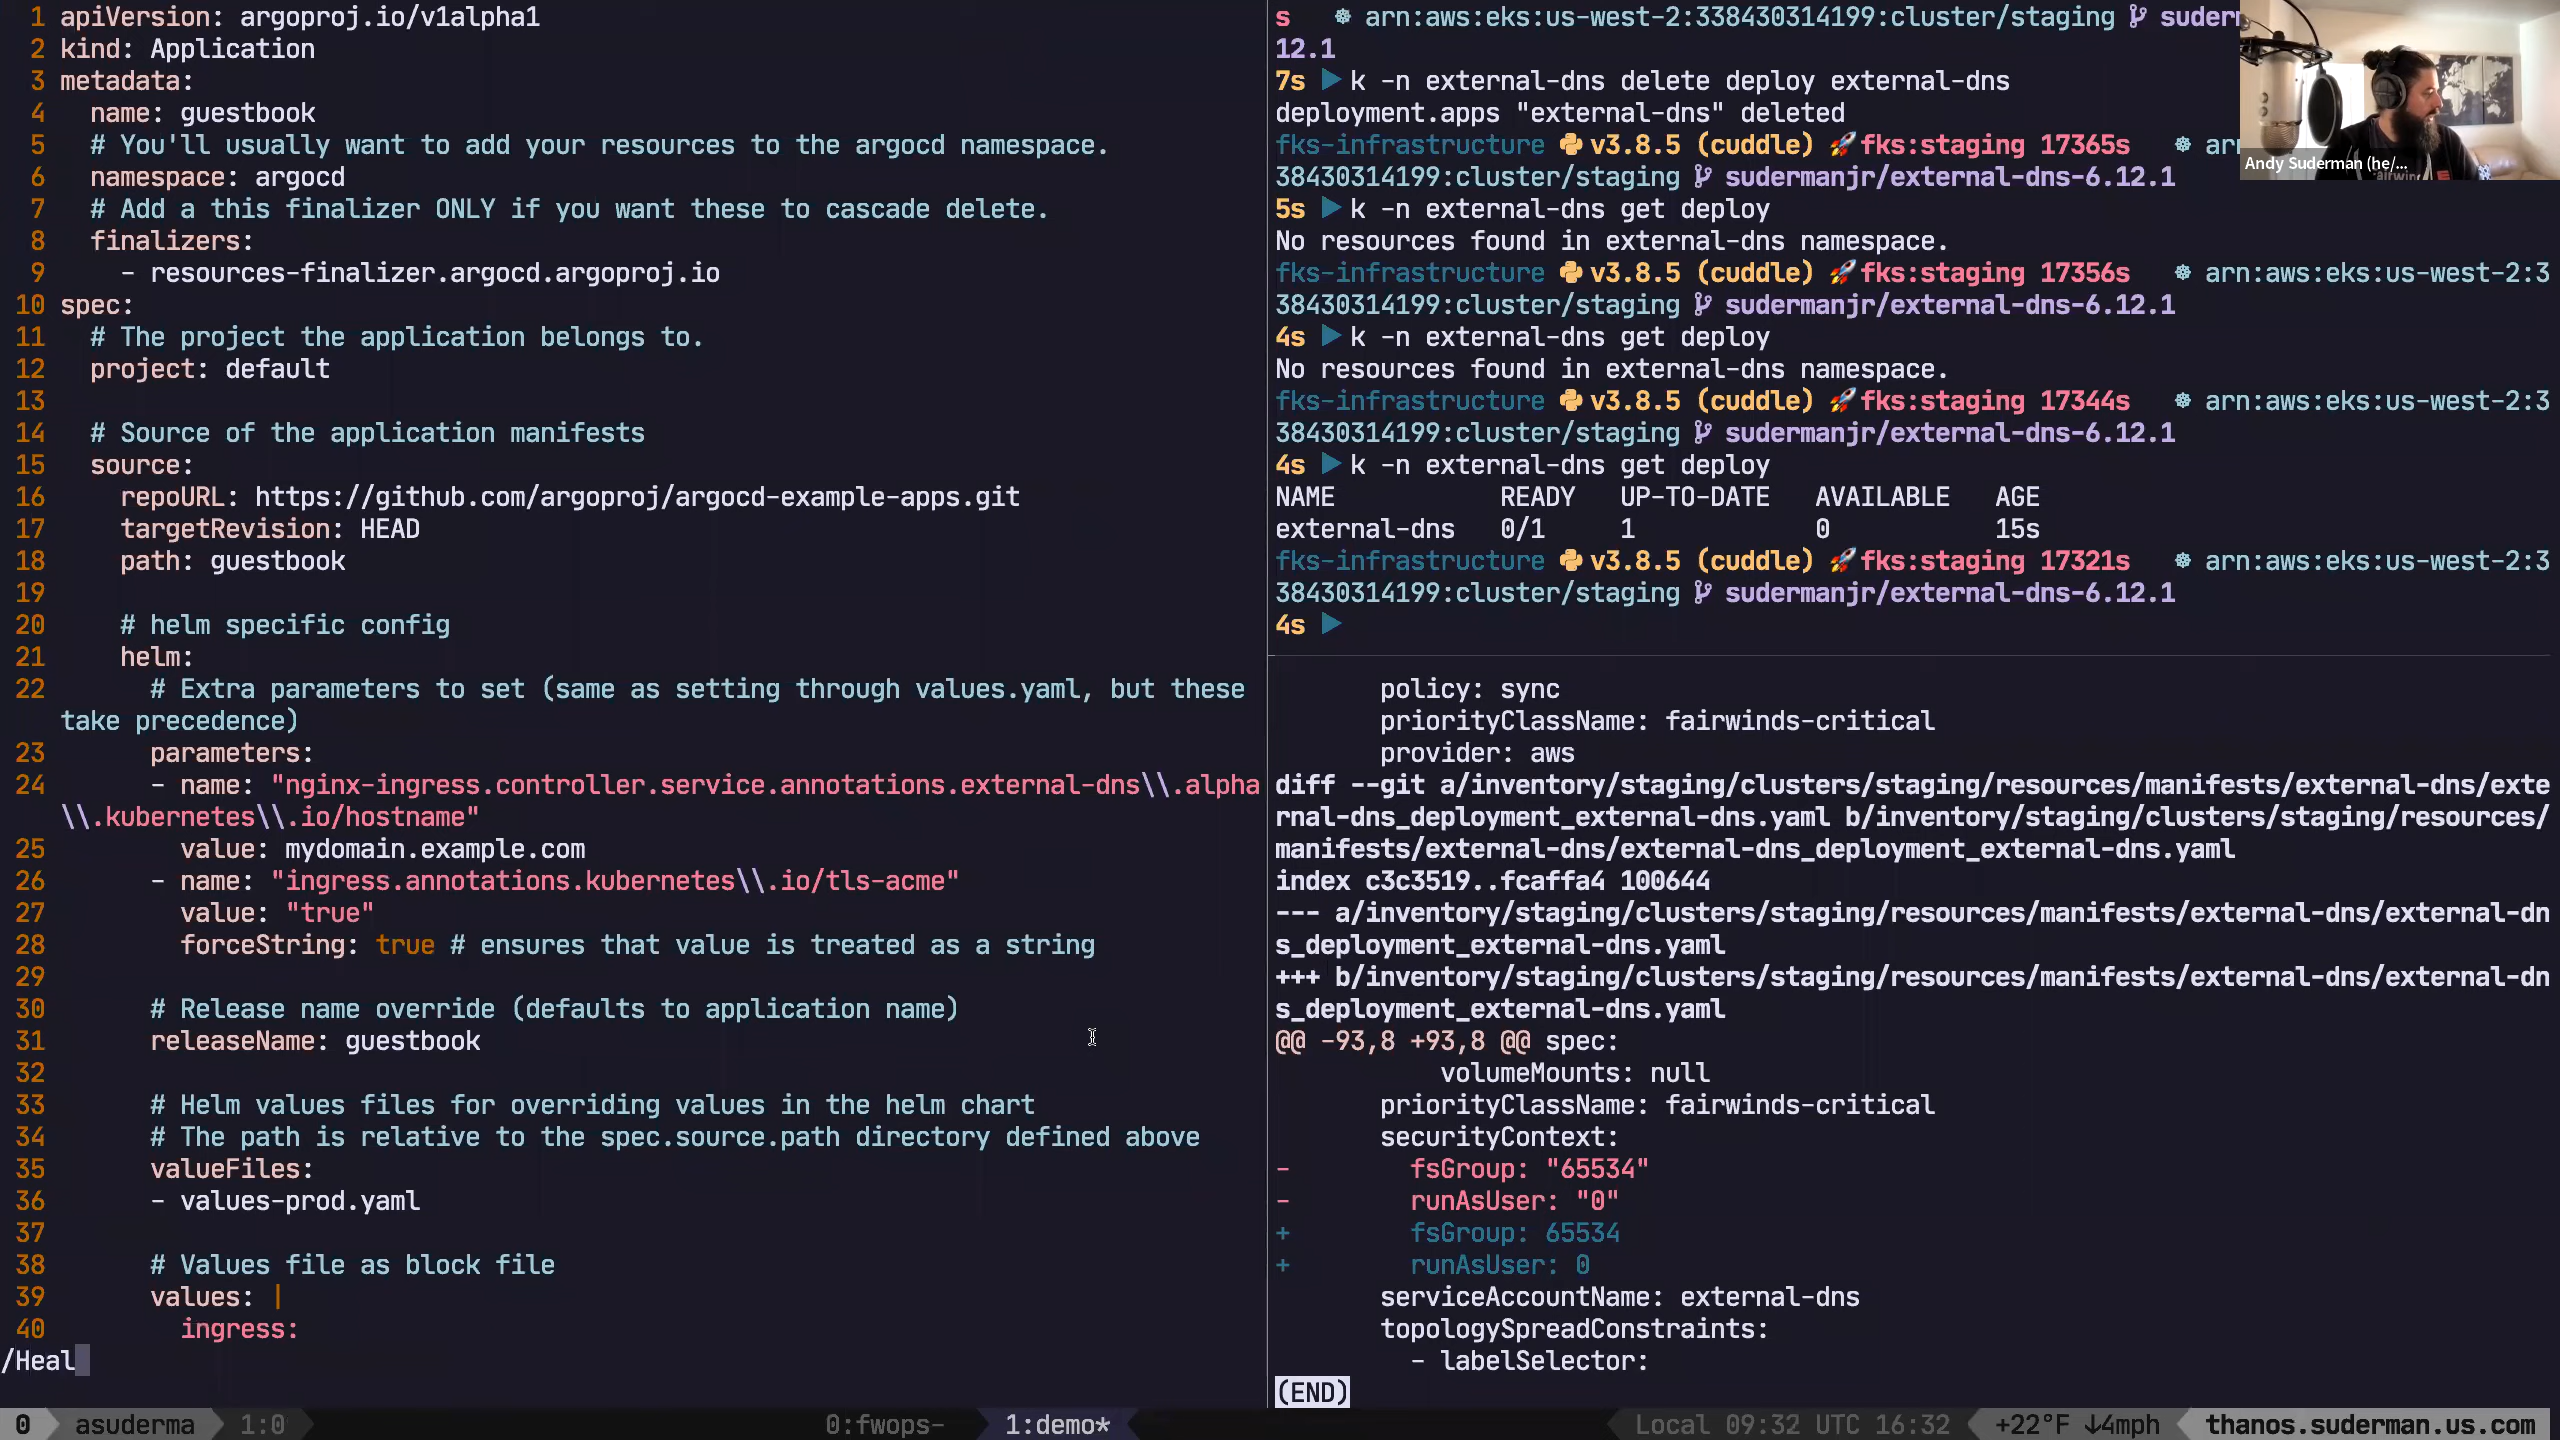 1 apiVersion: argoproj.io/v1alpha1
2 kind: Application
3 metadata:
4 name: guestbook
5 # You'll usually want to add your resources to the argocd namespace.
6 namespace: argocd
7 # Add a this finalizer ONLY if you want these to cascade delete.
8 finalizers:
9 - resources-finalizer.argocd.argoproj.io
10 spec:
11 # The project the application belongs to.
12 project: default
13
14 # Source of the application manifests
15 source:
16 repoURL: https://github.com/argoproj/argocd-example-apps.git
17 targetRevision: HEAD
18 path: guestbook
19
20 # helm specific config
21 helm:
22 # Extra parameters to set (same as setting through values.yaml, but these
take precedence)
23 parameters:
24 - name: "nginx-ingress.controller.service.annotations.external-dns\\.alpha
\\.kubernetes\\.io/hostname"
25 value: mydomain.example.com
26 - name: "ingress.annotations.kubernetes\\.io/tls-acme"
27 value: "true"
28 forceString: true # ensures that value is treated as a string
29
30 # Release name override (defaults to application name)
31 releaseName: guestbook
32
33 # Helm values files for overriding values in the helm chart
34 # The path is relative to the spec.source.path directory defined above
35 valueFiles:
36 - values-prod.yaml
37
38 # Values file as block file
39 values: |
40 ingress:
/Heal
s ☸ arn:aws:eks:us-west-2:338430314199:cluster/staging suder
12.1
7s ▶ k -n external-dns delete deploy external-dns
deployment.apps "external-dns" deleted
fks-infrastructure v3.8.5 (cuddle) 🚀fks:staging 17365s ☸ ar
38430314199:cluster/staging sudermanjr/external-dns-6.12.1
5s ▶ k -n external-dns get deploy
No resources found in external-dns namespace.
fks-infrastructure v3.8.5 (cuddle) 🚀fks:staging 17356s ☸ arn:aws:eks:us-west-2:3
38430314199:cluster/staging sudermanjr/external-dns-6.12.1
4s ▶ k -n external-dns get deploy
No resources found in external-dns namespace.
fks-infrastructure v3.8.5 (cuddle) 🚀fks:staging 17344s ☸ arn:aws:eks:us-west-2:3
38430314199:cluster/staging sudermanjr/external-dns-6.12.1
4s ▶ k -n external-dns get deploy
NAME READY UP-TO-DATE AVAILABLE AGE
external-dns 0/1 1 0 15s
fks-infrastructure v3.8.5 (cuddle) 🚀fks:staging 17321s ☸ arn:aws:eks:us-west-2:3
38430314199:cluster/staging sudermanjr/external-dns-6.12.1
4s ▶
Andy Suderman (he/...
policy: sync
priorityClassName: fairwinds-critical
provider: aws
diff --git a/inventory/staging/clusters/staging/resources/manifests/external-dns/exte
rnal-dns_deployment_external-dns.yaml b/inventory/staging/clusters/staging/resources/
manifests/external-dns/external-dns_deployment_external-dns.yaml
index c3c3519..fcaffa4 100644
--- a/inventory/staging/clusters/staging/resources/manifests/external-dns/external-dn
s_deployment_external-dns.yaml
+++ b/inventory/staging/clusters/staging/resources/manifests/external-dns/external-dn
s_deployment_external-dns.yaml
@@ -93,8 +93,8 @@ spec:
volumeMounts: null
priorityClassName: fairwinds-critical
securityContext:
- fsGroup: "65534"
- runAsUser: "0"
+ fsGroup: 65534
+ runAsUser: 0
serviceAccountName: external-dns
topologySpreadConstraints:
- labelSelector:
(END)
0 asuderma 1:0 0:fwops- 1:demo* Local 09:32 UTC 16:32 +22°F ↓4mph thanos.suderman.us.com